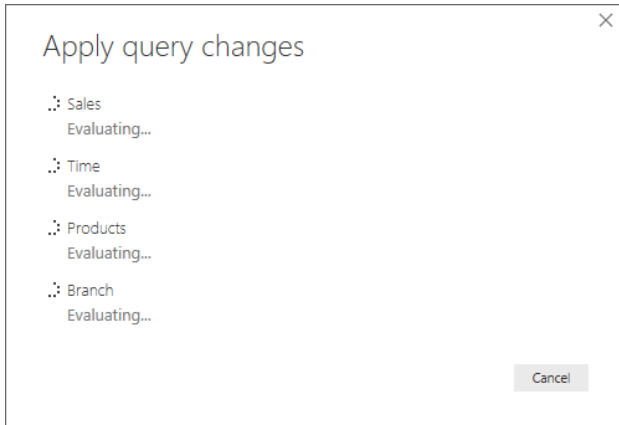 Apply query changes
Sales
Evaluating...
Time
Evaluating...
Products
Evaluating...
Branch
Evaluating...
Cancel